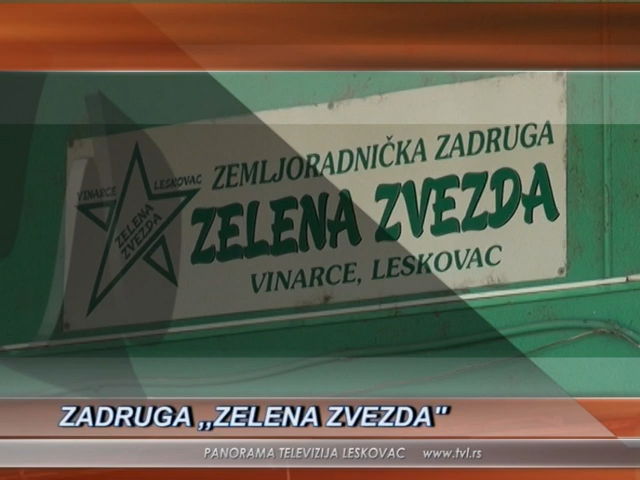 ZEMLJORADNIČKA ZADRUGA
VINARCE LESKOVAC
ZELENA
ZVEZDA
ZELENA ZVEZDA
VINARCE, LESKOVAC
ZADRUGA ,,ZELENA ZVEZDA"
PANORAMA TELEVIZIJA LESKOVAC www.tvl.rs